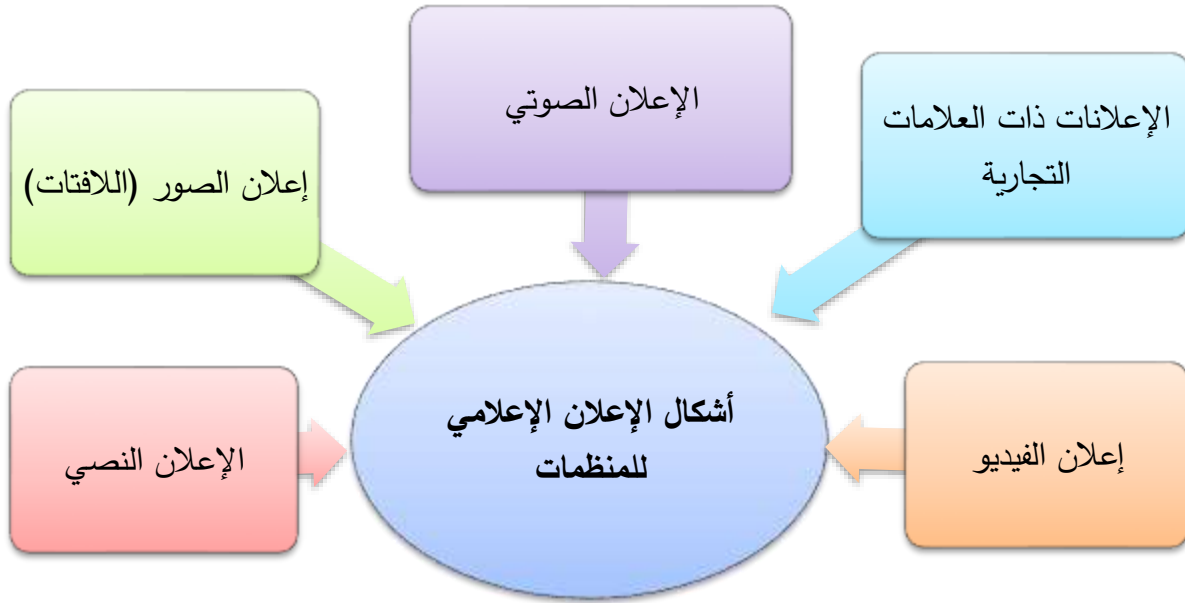 الإعلان الصوتي
الإعلانات ذات العلامات
التجارية
إعلان الصور (اللافتات)
أشكال الإعلان الإعلامي
للمنظمات
إعلان الفيديو
الإعلان النصي